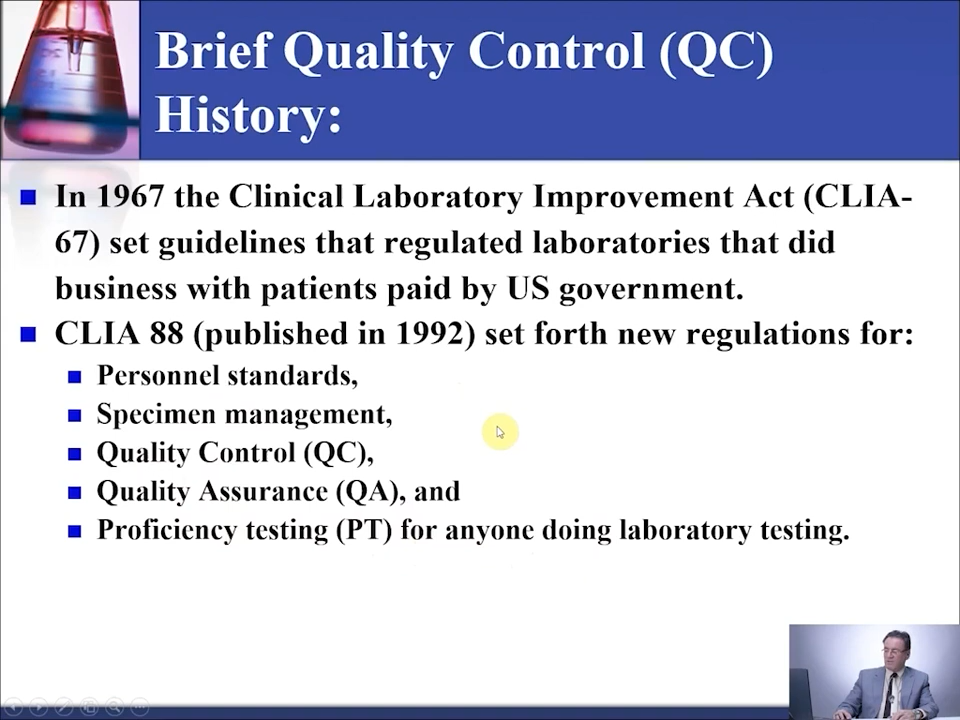 Brief Quality Control (QC)
History:
In 1967 the Clinical Laboratory Improvement Act (CLIA-
67) set guidelines that regulated laboratories that did
business with patients paid by US government.
CLIA 88 (published in 1992) set forth new regulations for:
Personnel standards,
Specimen management,
Quality Control (QC),
Quality Assurance (QA), and
Proficiency testing (PT) for anyone doing laboratory testing.